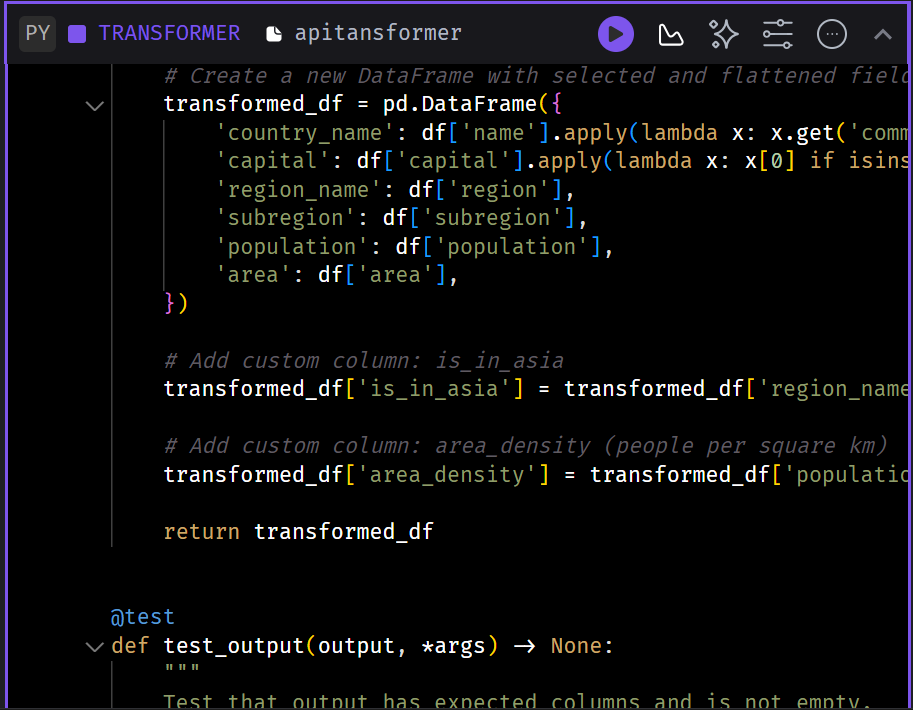 PY TRANSFORMER apitansformer
# Create a new DataFrame with selected and flattened field
transformed_df = pd.DataFrame({
'country_name': df['name'].apply(lambda x: x.get('comm
'capital': df['capital'].apply(lambda x: x[0] if isins
'region_name': df['region'],
'subregion': df['subregion'],
'population': df['population'],
'area': df['area'],
})
# Add custom column: is_in_asia
transformed_df['is_in_asia'] = transformed_df['region_name
# Add custom column: area_density (people per square km)
transformed_df['area_density'] = transformed_df['populatio
return transformed_df
@test
def test_output(output, *args) -> None:
"""
Test that output has expected columns and is not empty.